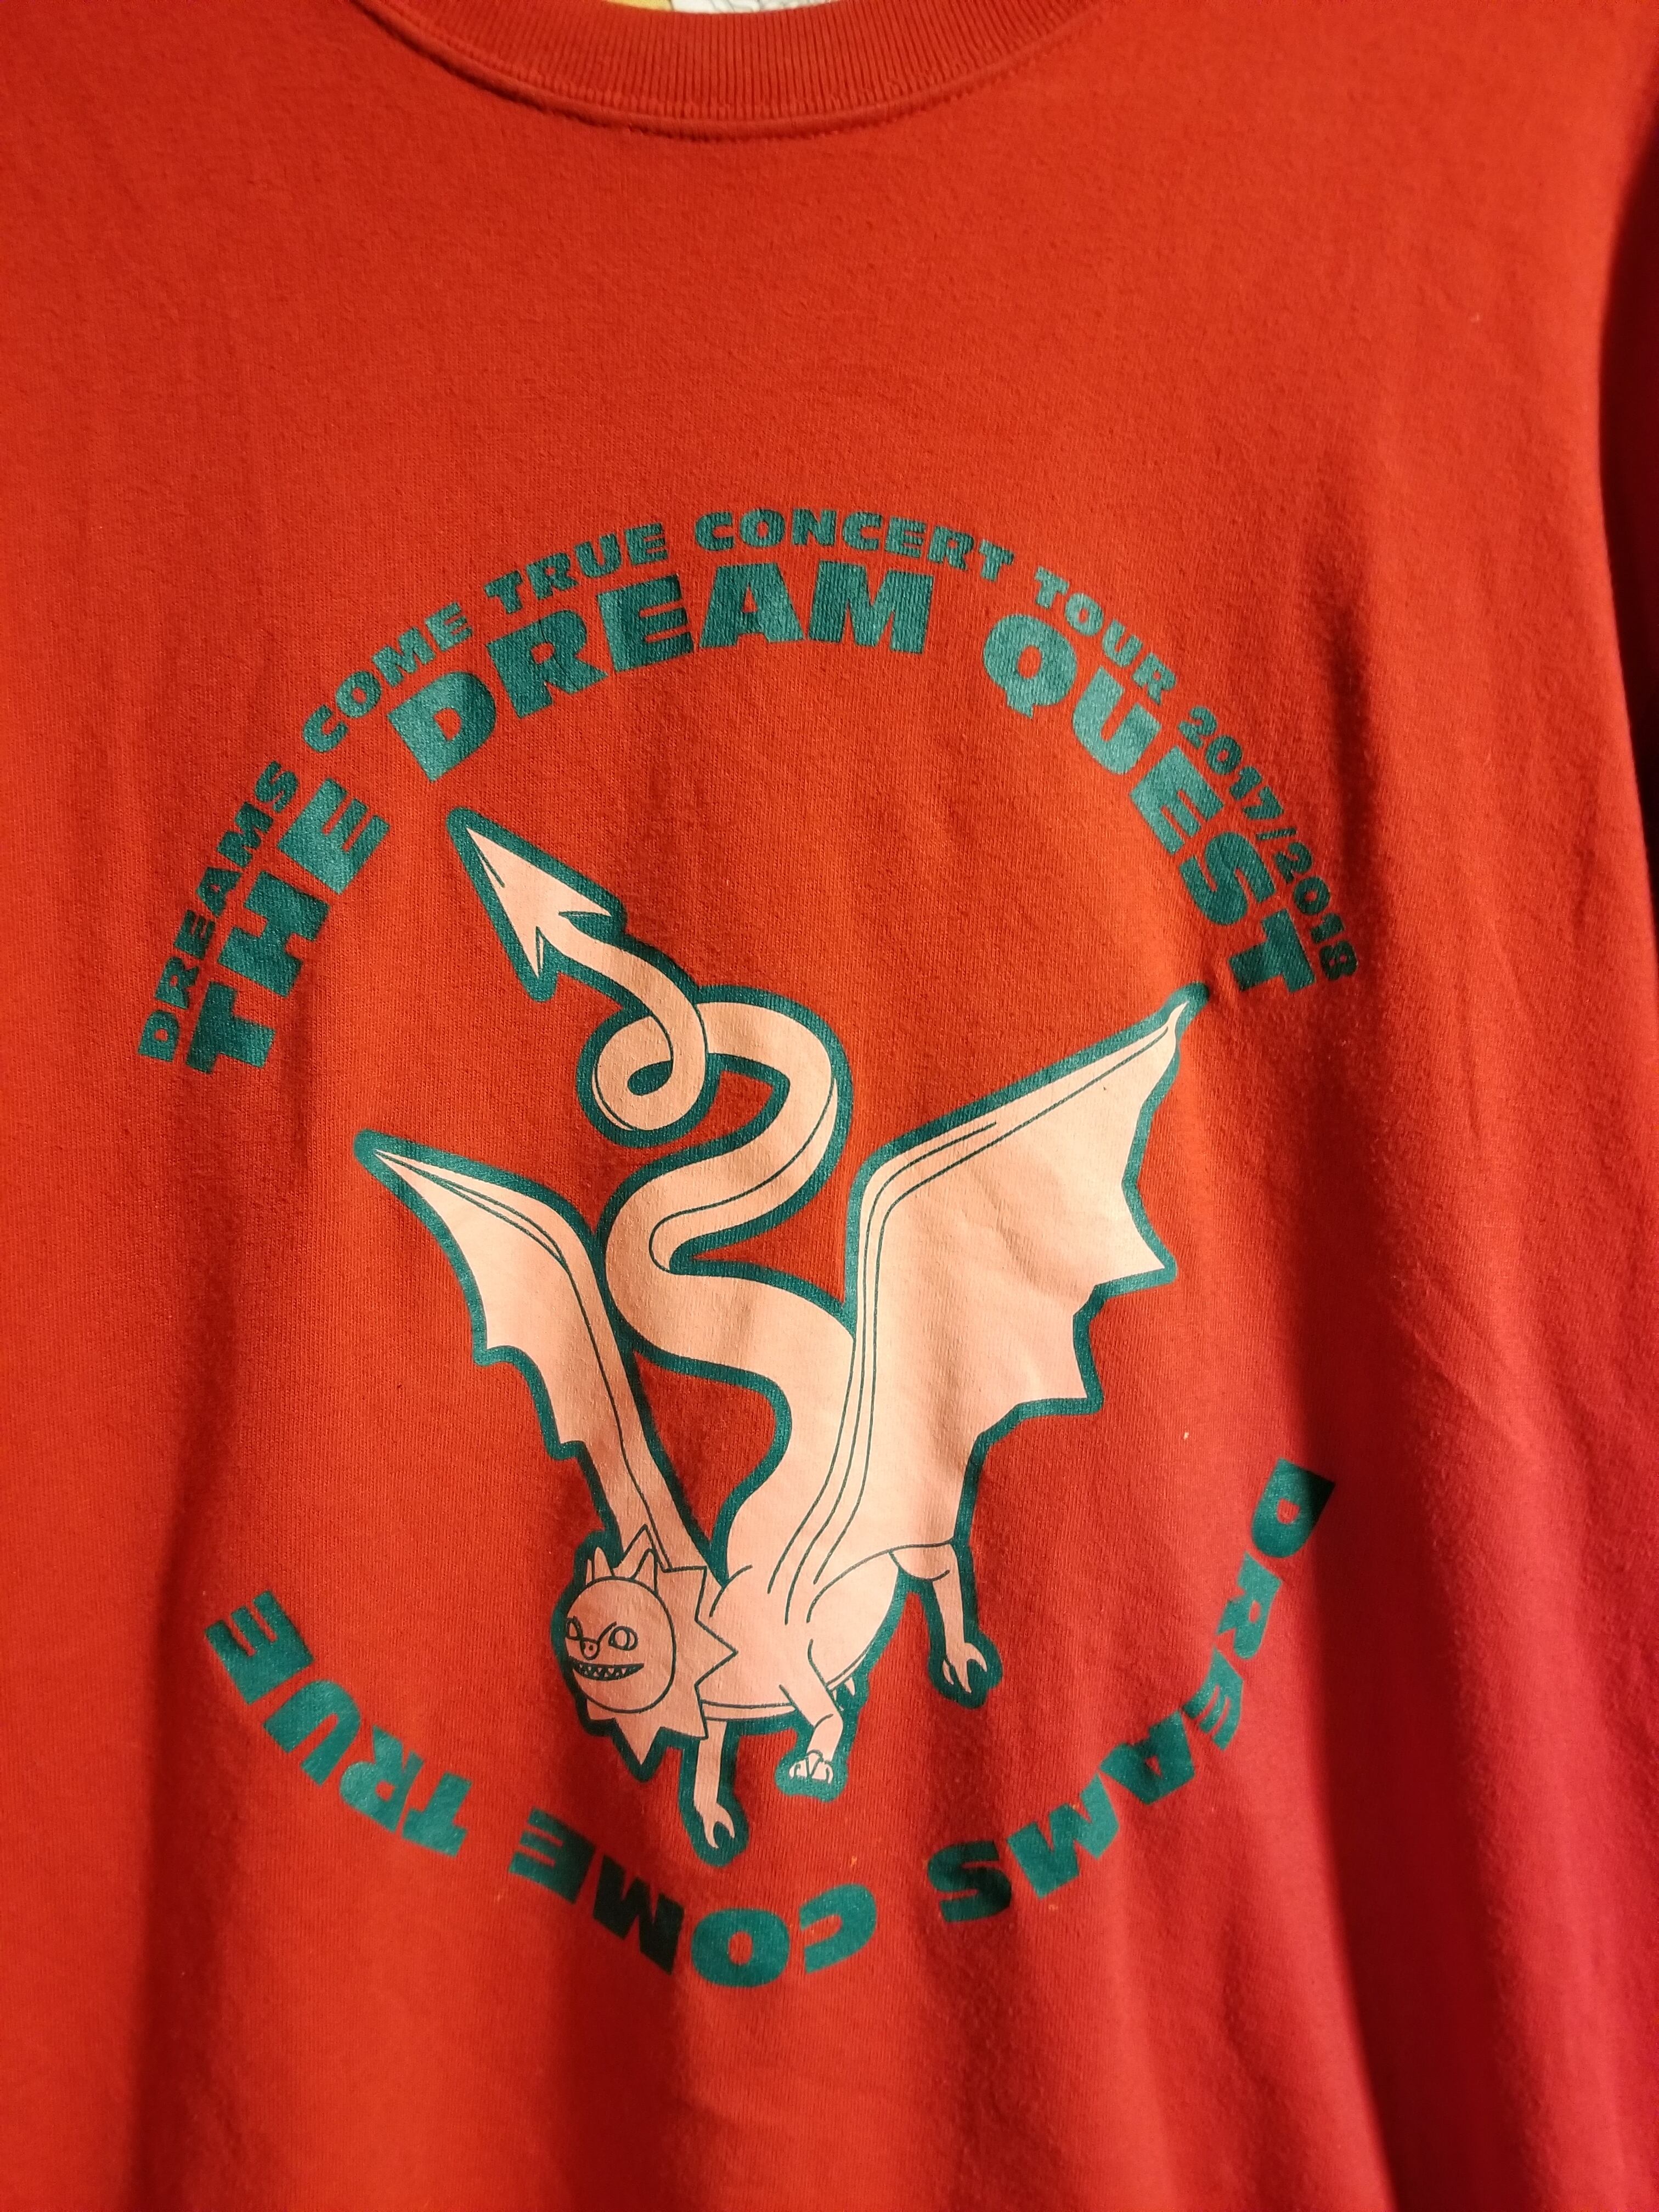 DREAMS COME TRUE CONCERT TOUR 2017/2018
THE DREAM QUEST
DREAMS COME TRUE